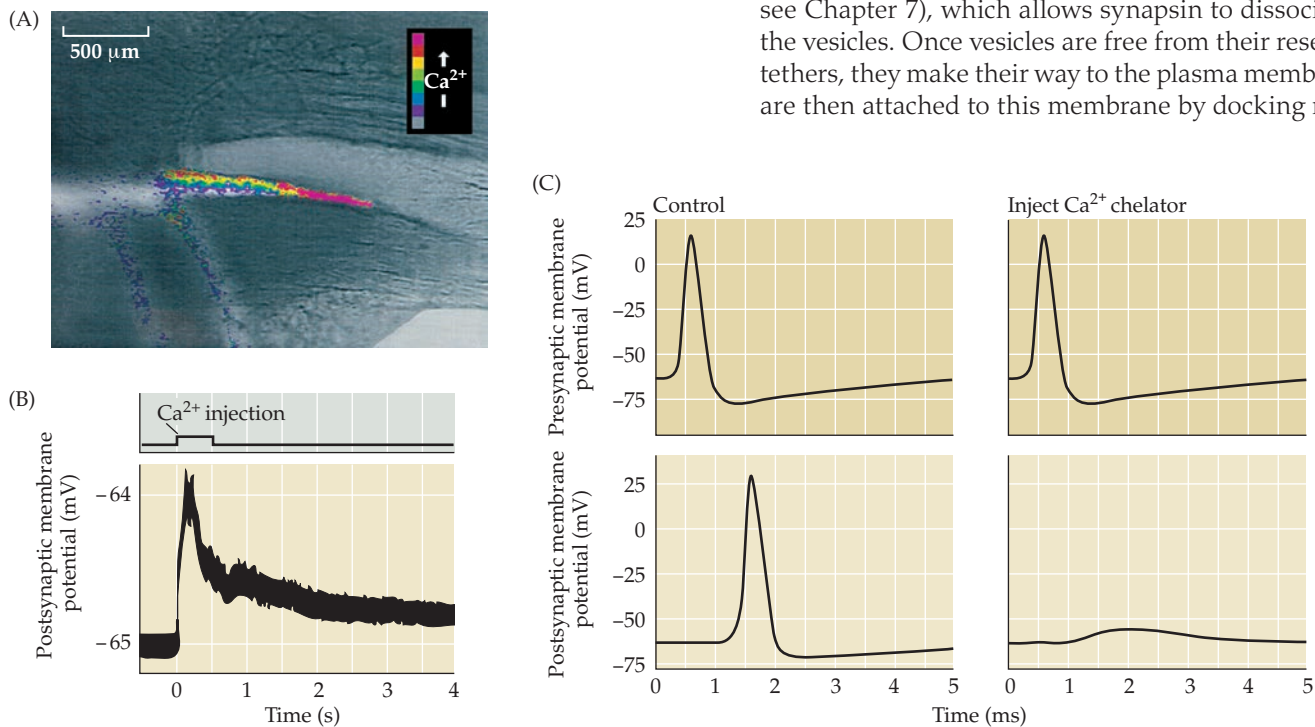 see Chapter 7), which allows synapsin to
the vesicles. Once vesicles are free from their
tethers, they make their way to the plasma
are then attached to this membrane by docking
(A)
500 μm
Ca²⁺
(B)
Ca²⁺ injection
Postsynaptic membrane
potential (mV)
−64
−65
0 1 2 3 4
Time (s)
(C)
Control
Presynaptic membrane
potential (mV)
25
0
−25
−50
−75
Inject Ca²⁺ chelator
Postsynaptic membrane
potential (mV)
25
0
−25
−50
−75
0 1 2 3 4 5
0 1 2 3 4 5
Time (ms)